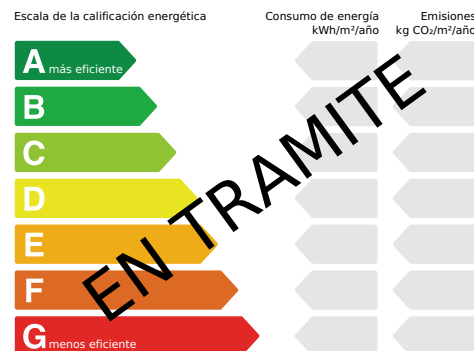 Escala de la calificación energética
Consumo de energía
kWh/m²/año
Emisiones
kg CO₂/m²/año
A más eficiente
B
C
D
E
F
G menos eficiente
EN TRAMITE